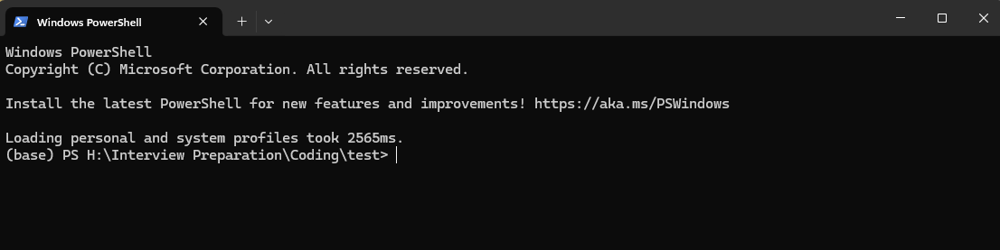 Windows PowerShell
Windows PowerShell
Copyright (C) Microsoft Corporation. All rights reserved.
Install the latest PowerShell for new features and improvements! https://aka.ms/PSWindows
Loading personal and system profiles took 2565ms.
(base) PS H:\Interview Preparation\Coding\test>